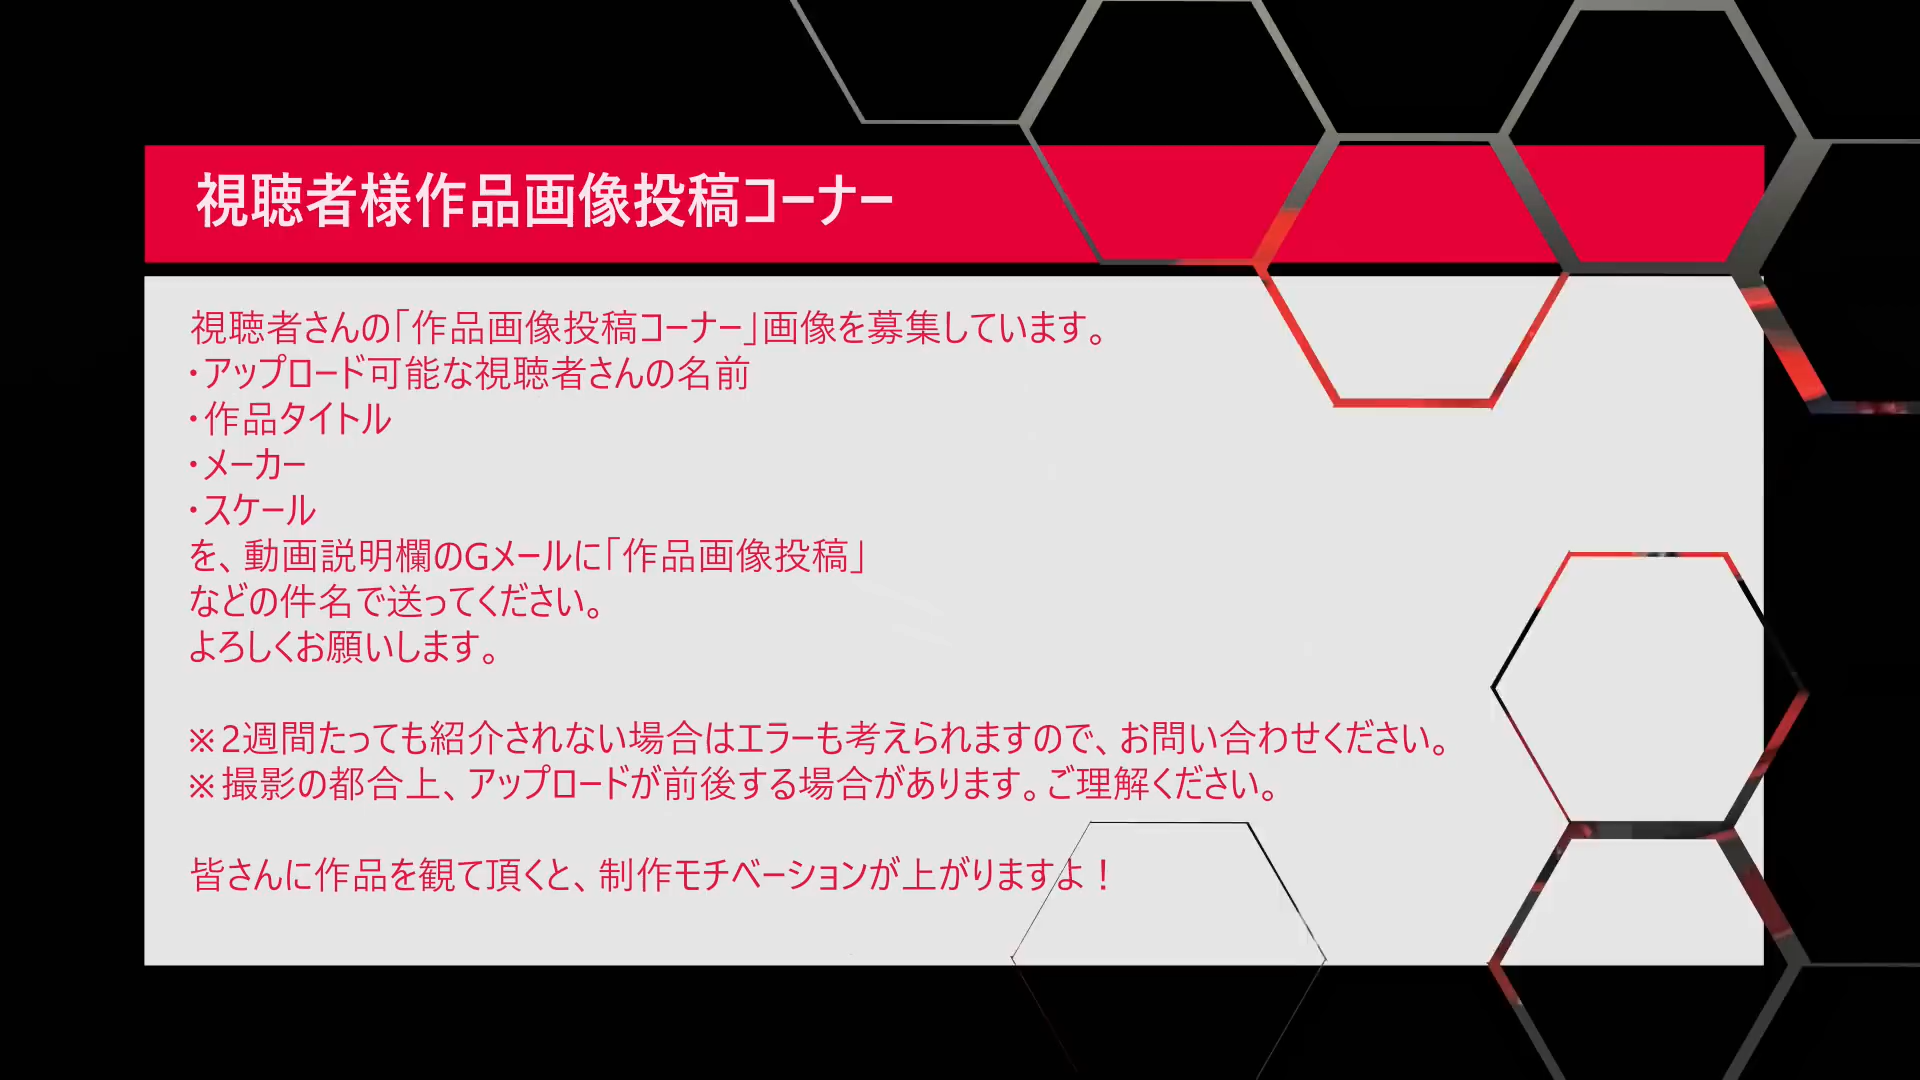 視聴者様作品画像投稿コーナー
視聴者さんの「作品画像投稿コーナー」画像を募集しています。
・アップロード可能な視聴者さんの名前
・作品タイトル
・メーカー
・スケール
を、動画説明欄のGメールに「作品画像投稿」
などの件名で送ってください。
よろしくお願いします。
※2週間たっても紹介されない場合はエラーも考えられますので、お問い合わせください。
※撮影の都合上、アップロードが前後する場合があります。ご理解ください。
皆さんに作品を観て頂くと、制作モチベーションが上がりますよ！